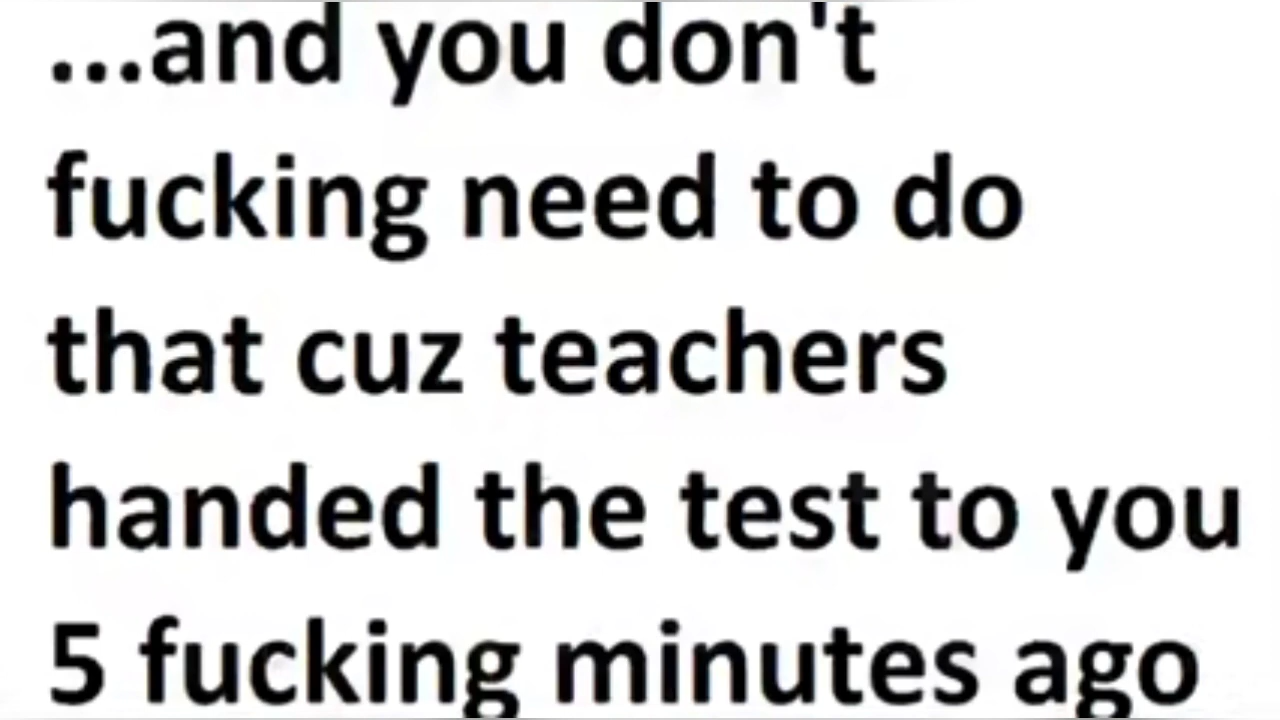 ...and you don't
fucking need to do
that cuz teachers
handed the test to you
5 fucking minutes ago